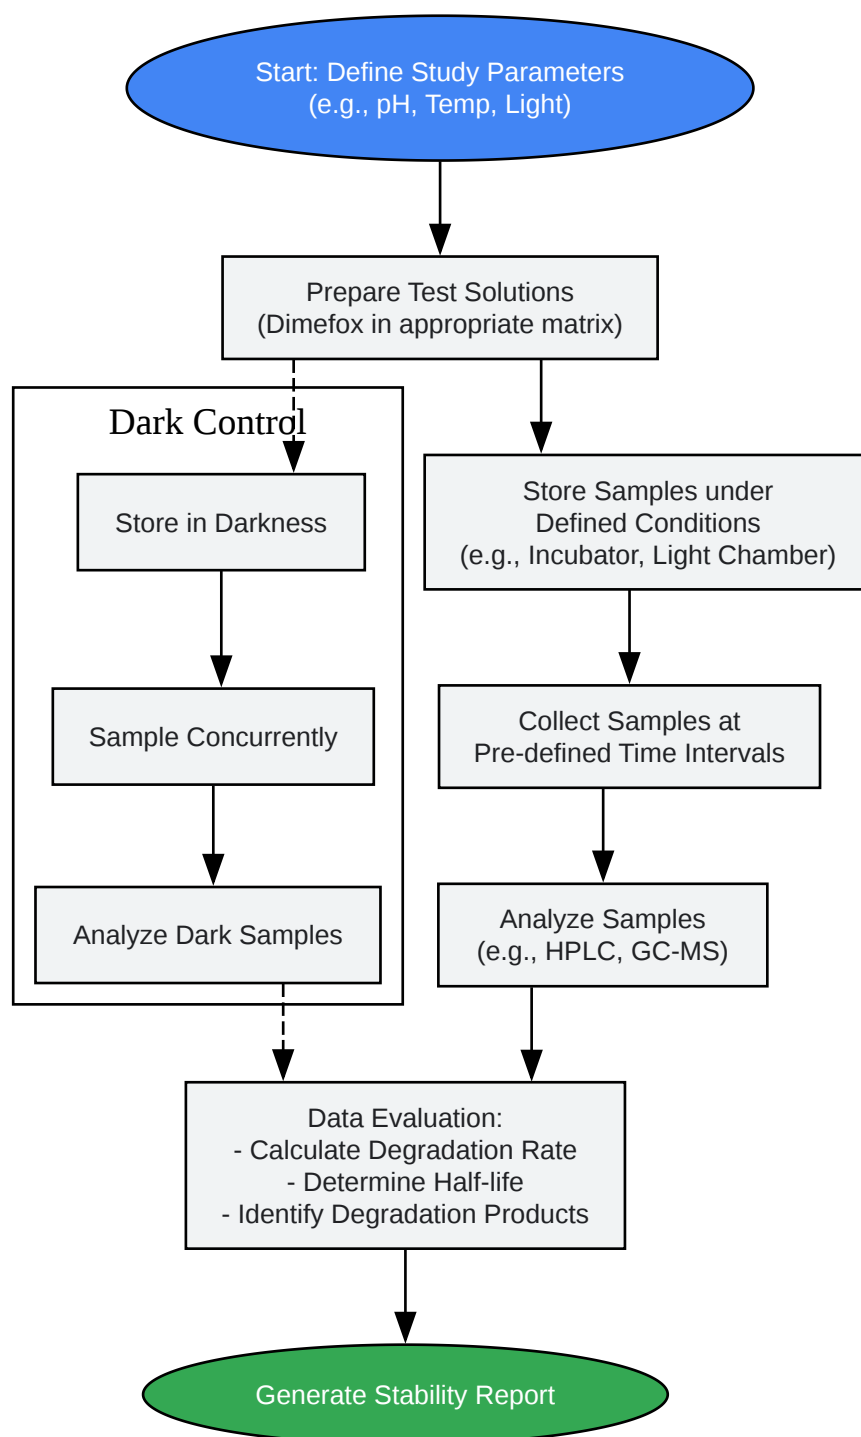 Start: Define Study Parameters
(e.g., pH, Temp, Light)
Prepare Test Solutions
(Dimefox in appropriate matrix)
Dark Control
Store in Darkness
Sample Concurrently
Analyze Dark Samples
Store Samples under
Defined Conditions
(e.g., Incubator, Light Chamber)
Collect Samples at
Pre-defined Time Intervals
Analyze Samples
(e.g., HPLC, GC-MS)
Data Evaluation:
- Calculate Degradation Rate
- Determine Half-life
- Identify Degradation Products
Generate Stability Report